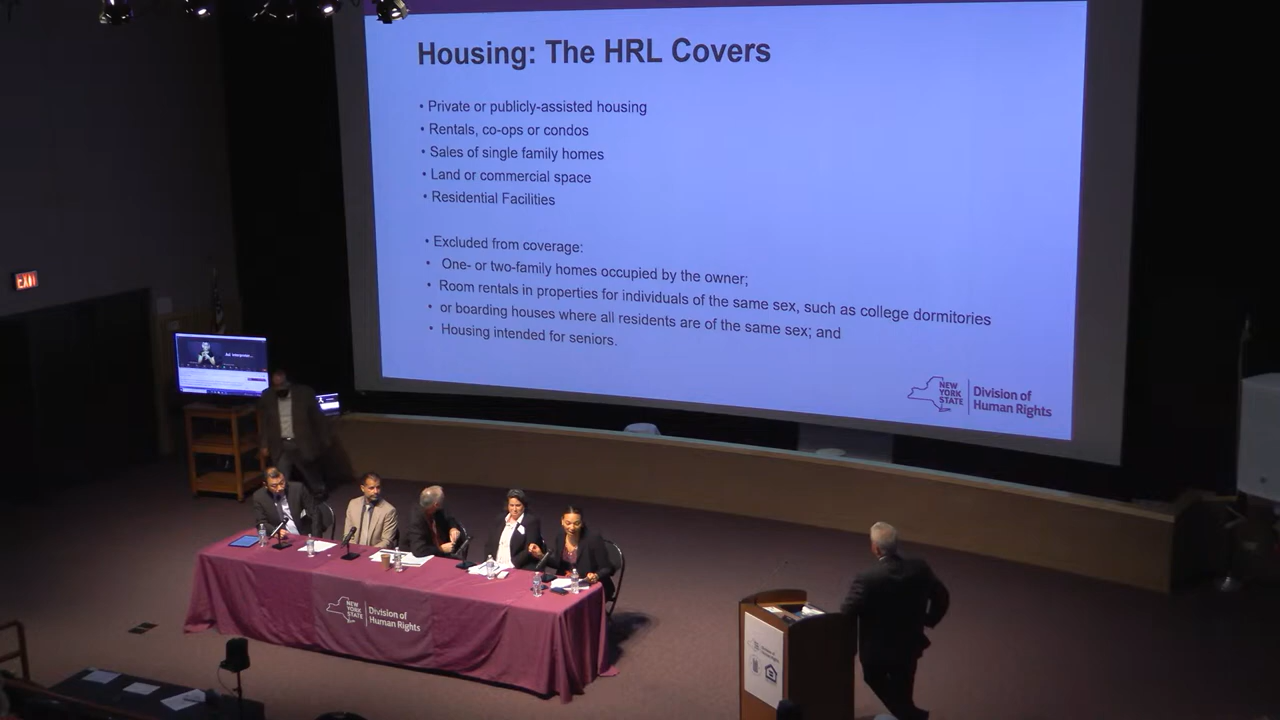 Housing: The HRL Covers
• Private or publicly-assisted housing
• Rentals, co-ops or condos
• Sales of single family homes
• Land or commercial space
• Residential Facilities
• Excluded from coverage:
• One- or two-family homes occupied by the owner;
• Room rentals in properties for individuals of the same sex, such as college dormitories
• or boarding houses where all residents are of the same sex; and
• Housing intended for seniors.
NEW
YORK
STATE
Division of
Human Rights
EXIT
NEW
YORK
STATE
Division of
Human Rights